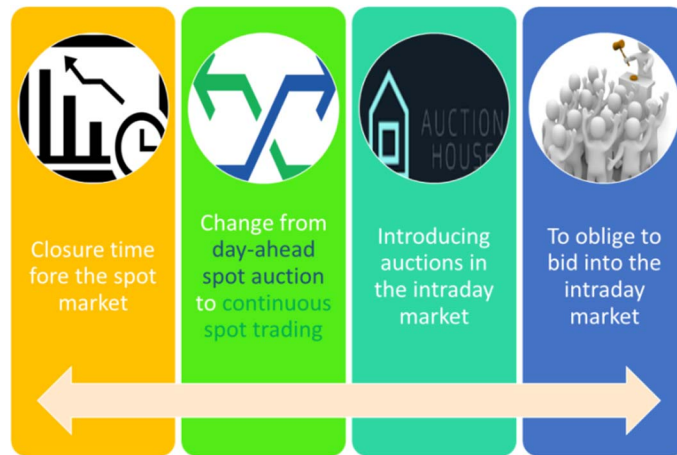 Closure time
fore the spot
market
Change from
day-ahead
spot auction
to continuous
spot trading
AUCTION
HOUSE
Introducing
auctions in
the intraday
market
To oblige to
bid into the
intraday
market